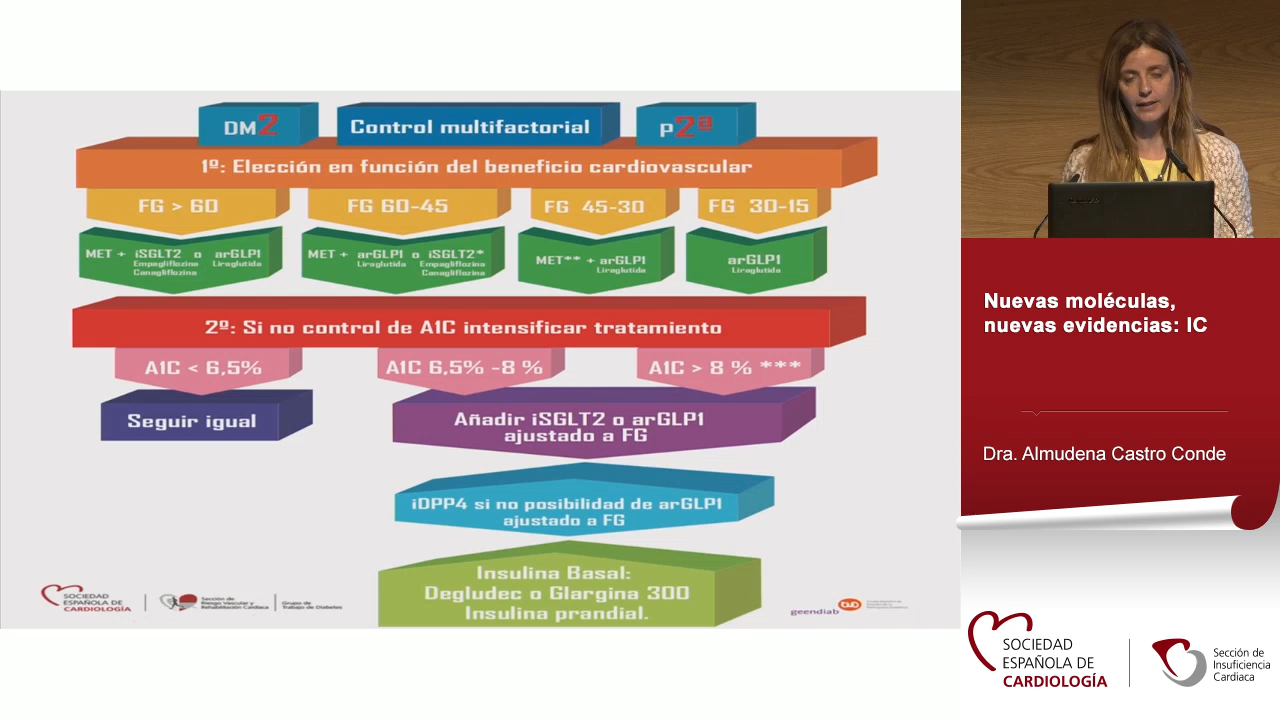 DM2
Control multifactorial
P2ª
1º: Elección en función del beneficio cardiovascular
FG > 60
FG 60-45
FG 45-30
FG 30-15
MET + iSGLT2 o arGLP1
Empagliflozina Liraglutida
Canagliflozina
MET + arGLP1 o iSGLT2*
Liraglutida Empagliflozina
Canagliflozina
MET** + arGLP1
Liraglutida
arGLP1
Liraglutida
2º: Si no control de A1C intensificar tratamiento
A1C < 6,5%
A1C 6,5% -8 %
A1C > 8 % ***
Seguir igual
Añadir iSGLT2 o arGLP1
ajustado a FG
iDPP4 si no posibilidad de arGLP1
ajustado a FG
Insulina Basal:
Degludec o Glargina 300
Insulina prandial.
SOCIEDAD
ESPAÑOLA DE
CARDIOLOGÍA
Sección de
Riesgo Vascular y
Rehabilitación Cardiaca
Grupo de
Trabajo de Diabetes
geendiab
Nuevas moléculas,
nuevas evidencias: IC
Dra. Almudena Castro Conde
SOCIEDAD
ESPAÑOLA DE
CARDIOLOGÍA
Sección de
Insuficiencia
Cardiaca